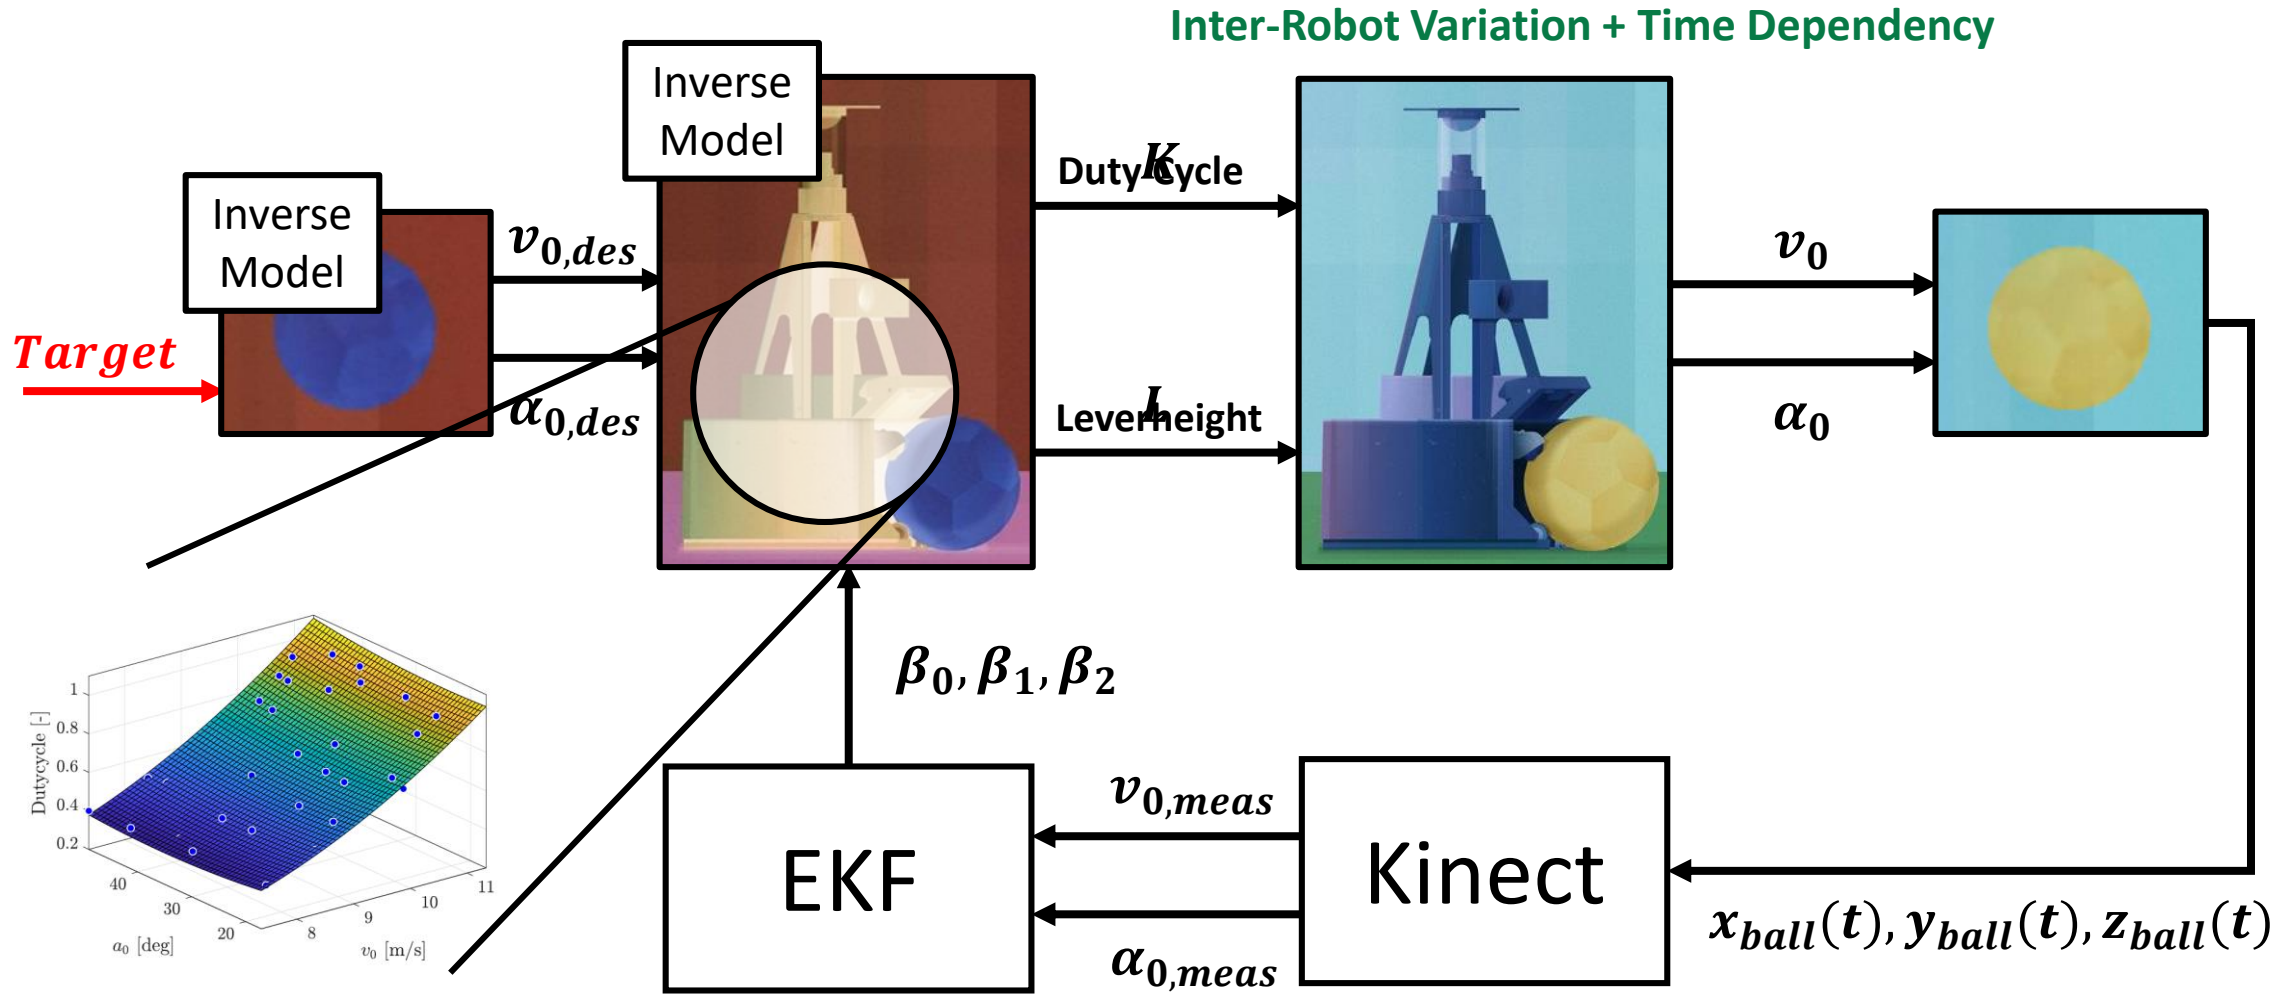 Inter-Robot Variation + Time Dependency
Inverse
Model
Inverse
Model
Target
v0,des
α0,des
Duty Cycle
K
Leverheight
L
v0
α0
β0, β1, β2
EKF
v0,meas
α0,meas
Kinect
xball(t), yball(t), zball(t)
Dutycycle [-]
1
0.8
0.6
0.4
0.2
40
30
20
a0 [deg]
8
9
10
11
v0 [m/s]